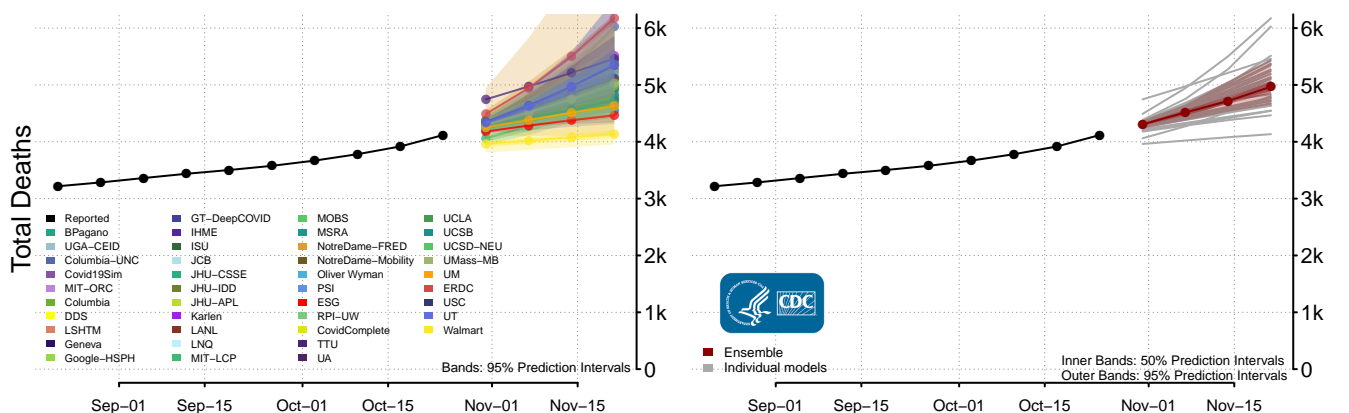 Total Deaths
6k
5k
4k
3k
2k
1k
0
Reported
BPagano
UGA−CEID
Columbia−UNC
Covid19Sim
MIT−ORC
Columbia
DDS
LSHTM
Geneva
Google−HSPH
GT−DeepCOVID
IHME
ISU
JCB
JHU−CSSE
JHU−IDD
JHU−APL
Karlen
LANL
LNQ
MIT−LCP
MOBS
MSRA
NotreDame−FRED
NotreDame−Mobility
Oliver Wyman
PSI
ESG
RPI−UW
CovidComplete
TTU
UA
UCLA
UCSB
UCSD−NEU
UMass−MB
UM
ERDC
USC
UT
Walmart
Bands: 95% Prediction Intervals
Sep−01 Sep−15 Oct−01 Oct−15 Nov−01 Nov−15
6k
5k
4k
3k
2k
1k
0
CDC
Ensemble
Individual models
Inner Bands: 50% Prediction Intervals
Outer Bands: 95% Prediction Intervals
Sep−01 Sep−15 Oct−01 Oct−15 Nov−01 Nov−15